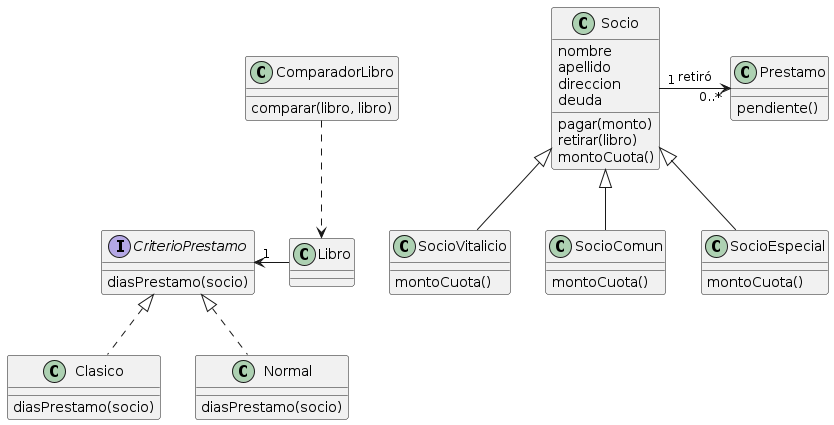 C Socio
nombre
apellido
direccion
deuda
pagar(monto)
retirar(libro)
montoCuota()
C ComparadorLibro
comparar(libro, libro)
1 retiró
0..*
C Prestamo
pendiente()
I CriterioPrestamo
diasPrestamo(socio)
1
C Libro
C SocioVitalicio
montoCuota()
C SocioComun
montoCuota()
C SocioEspecial
montoCuota()
C Clasico
diasPrestamo(socio)
C Normal
diasPrestamo(socio)